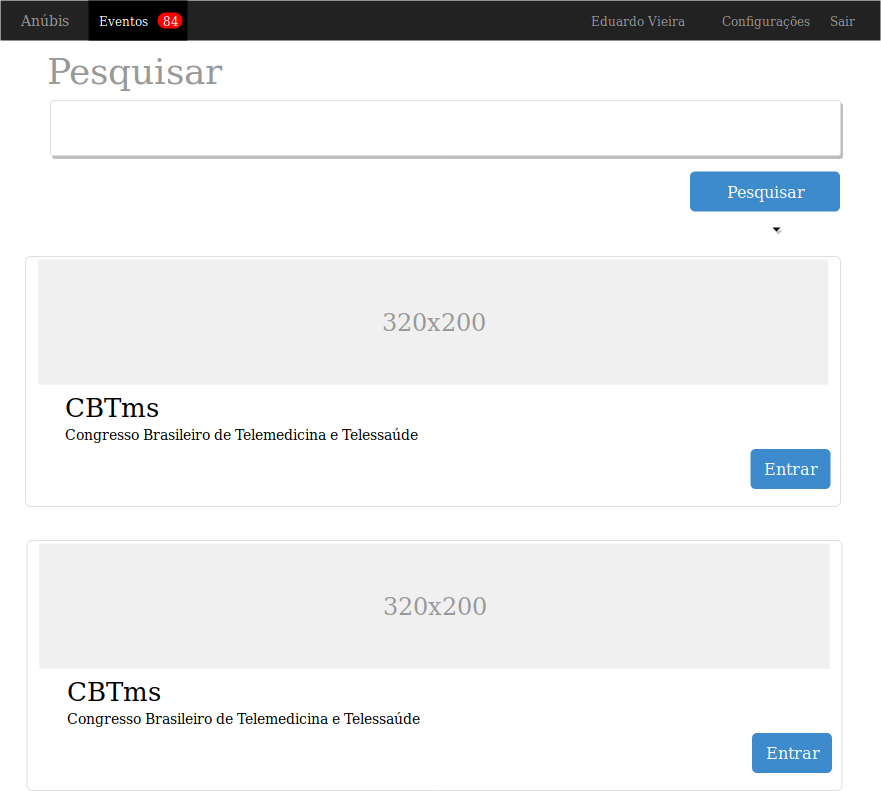 Anúbis Eventos 84 Eduardo Vieira Configurações Sair
Pesquisar
Pesquisar
320x200
CBTms
Congresso Brasileiro de Telemedicina e Telessaúde
Entrar
320x200
CBTms
Congresso Brasileiro de Telemedicina e Telessaúde
Entrar